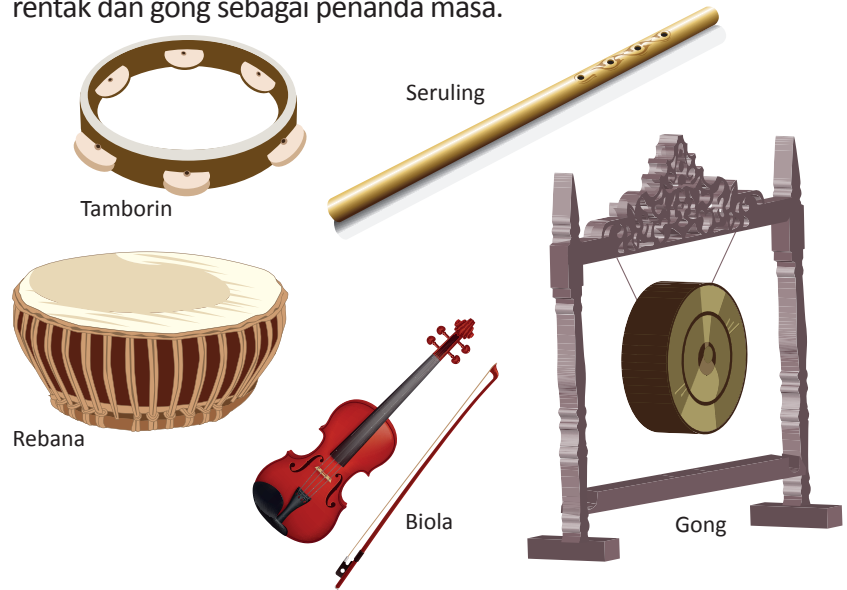 rentak dan gong sebagai penanda masa.
Seruling
Tamborin
Rebana
Biola
Gong